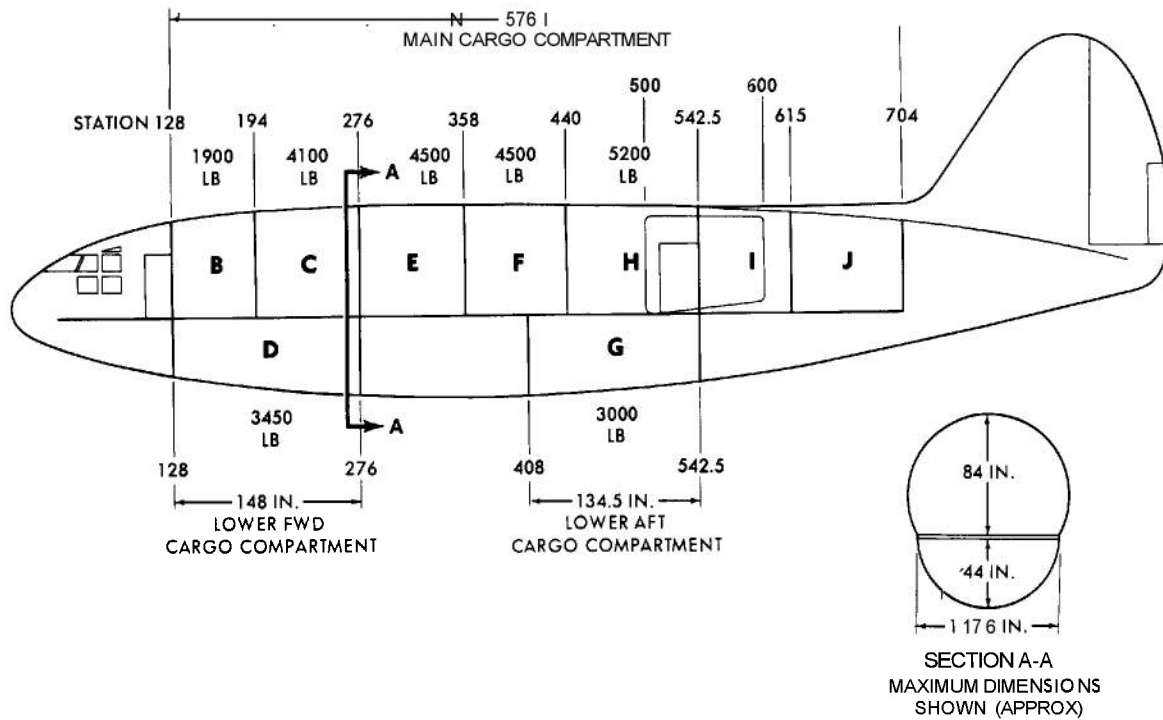 N 576 I
MAIN CARGO COMPARTMENT
500 600
STATION 128 194 276 358 440 542.5 615 704
1900 4100 4500 4500 5200
LB LB LB LB LB
A
B C E F H I J
D G
3450 3000
LB LB
A
128 276 408 542.5
148 IN. 134.5 IN.
LOWER FWD LOWER AFT
CARGO COMPARTMENT CARGO COMPARTMENT
84 IN.
44 IN.
1 17 6 IN.
SECTION A-A
MAXIMUM DIMENSIONS
SHOWN (APPROX)